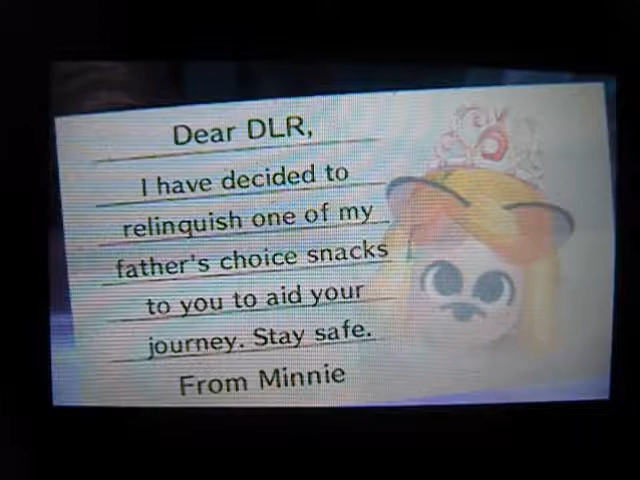 Dear DLR,
I have decided to
relinquish one of my
father's choice snacks
to you to aid your
journey. Stay safe.
From Minnie